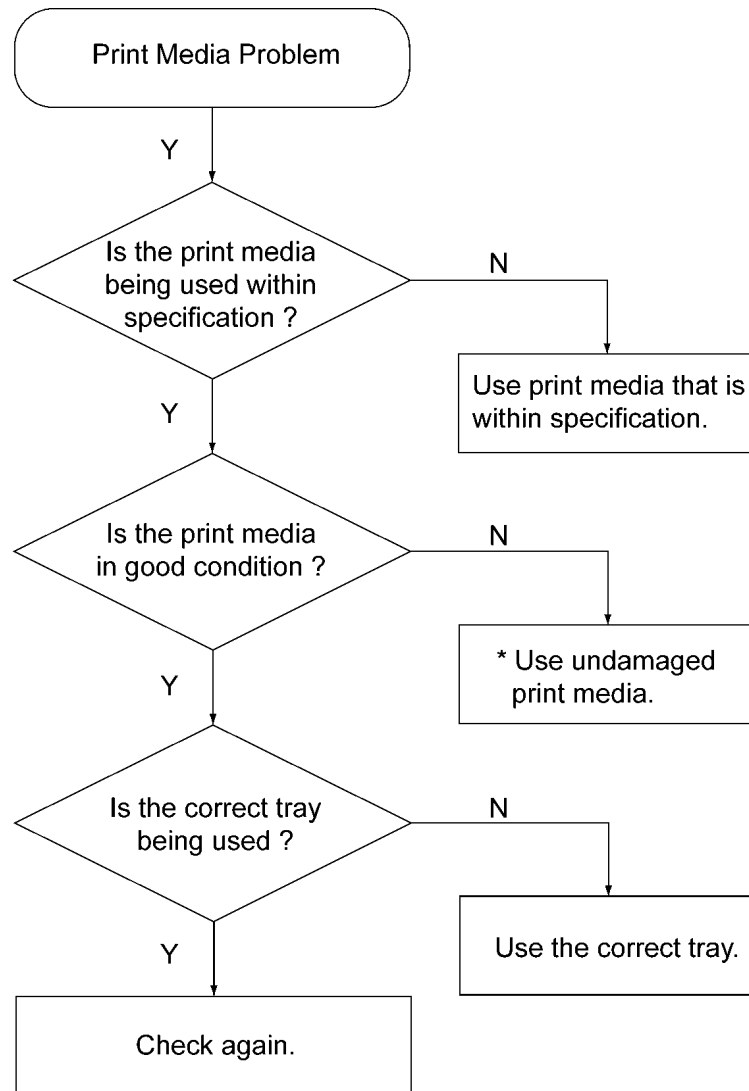 Print Media Problem
Y
Is the print media
being used within
specification ?
N
Use print media that is
within specification.
Y
Is the print media
in good condition ?
N
* Use undamaged
print media.
Y
Is the correct tray
being used ?
N
Use the correct tray.
Y
Check again.